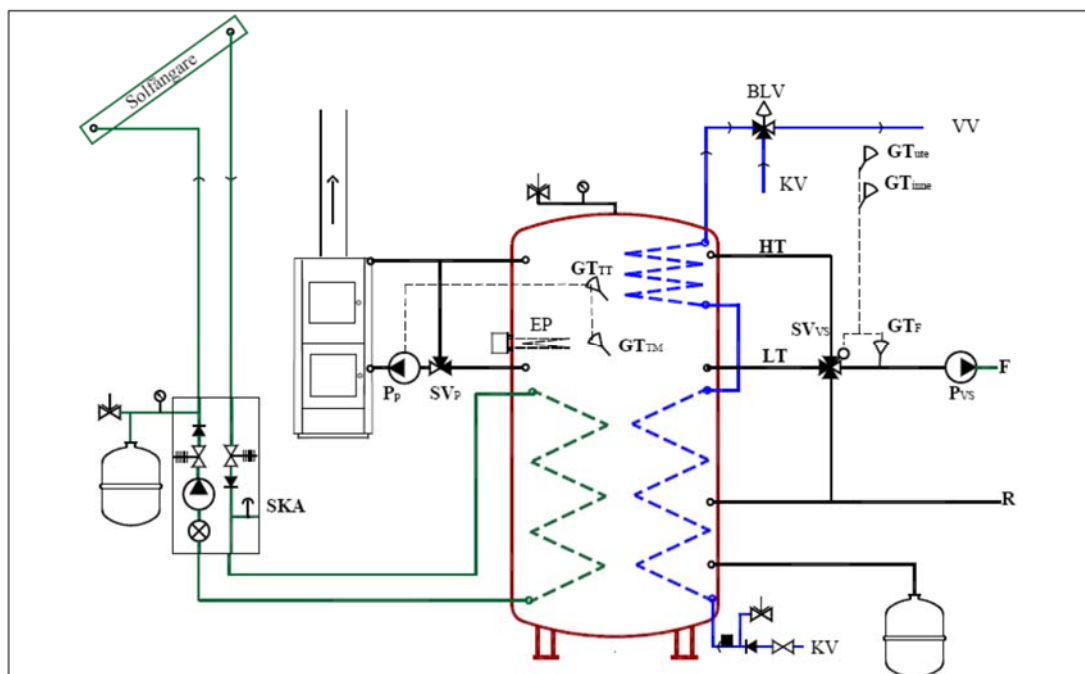 Solfångare
BLV
VV
GTute
GTinne
KV
HT
GTTT
EP
GTTM
SVVS
GTF
LT
PP
SVP
PVS
F
SKA
R
KV